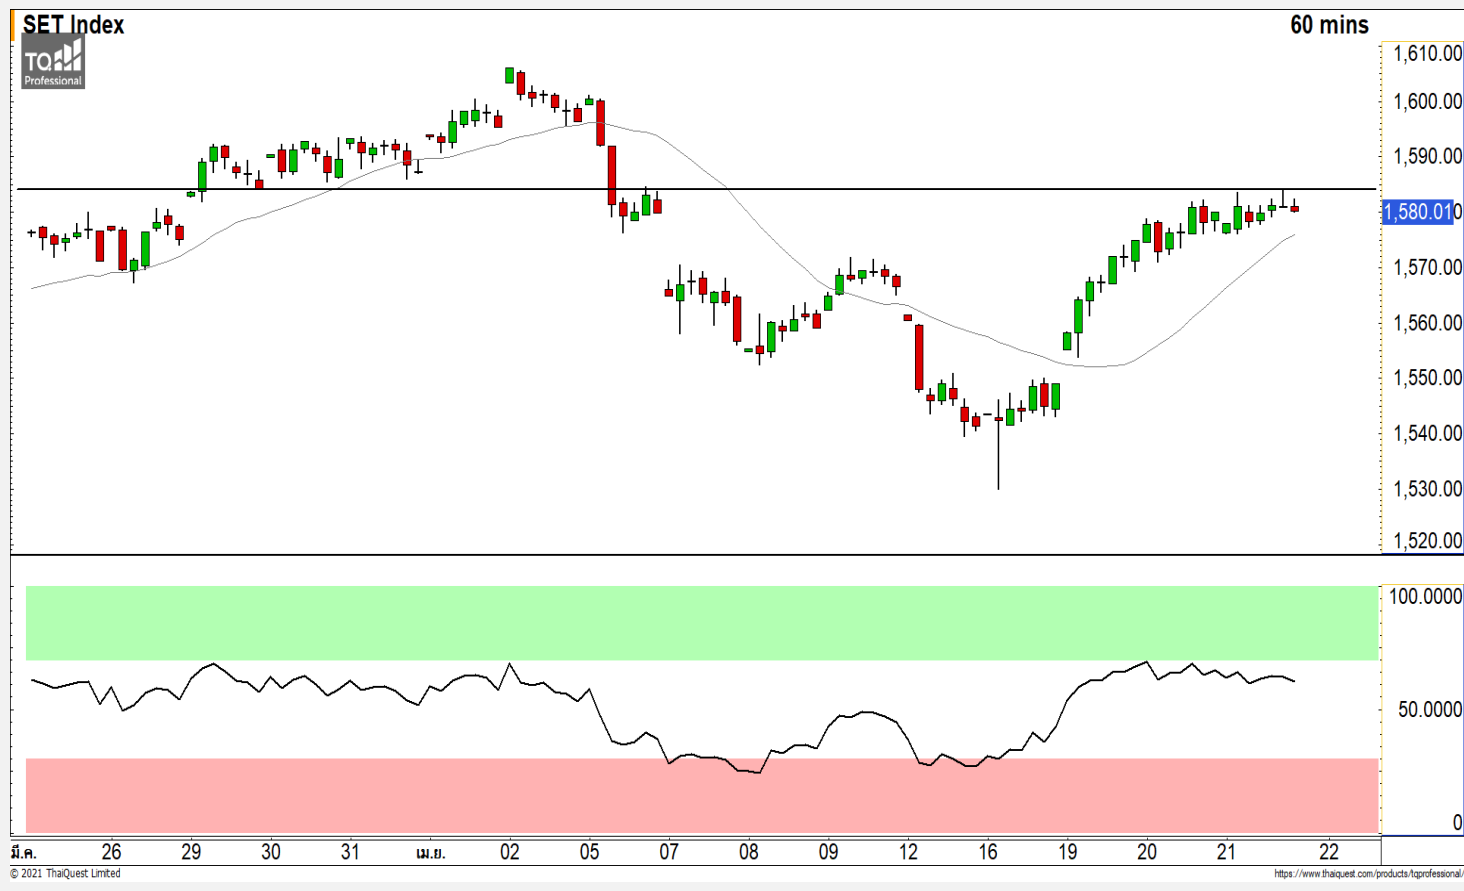 SET Index
60 mins
TQ
Professional
1,610.00
1,600.00
1,590.00
1,580.01
0
1,570.00
1,560.00
1,550.00
1,540.00
1,530.00
1,520.00
100.0000
50.0000
0
มี.ค. 26 29 30 31 เม.ย. 02 05 07 08 09 12 16 19 20 21 22
© 2021 ThaiQuest Limited
https://www.thaiquest.com/products/tqprofessional/